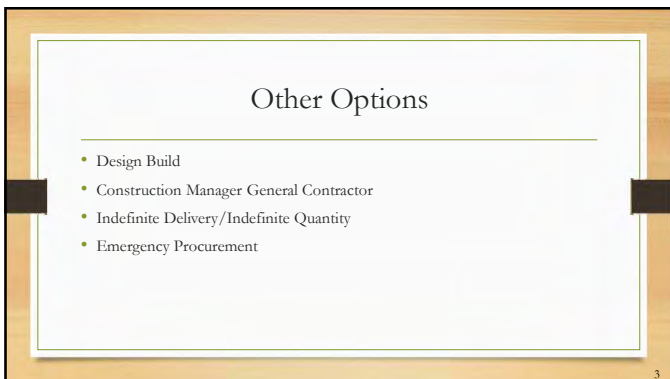 Other Options
• Design Build
• Construction Manager General Contractor
• Indefinite Delivery/Indefinite Quantity
• Emergency Procurement
3